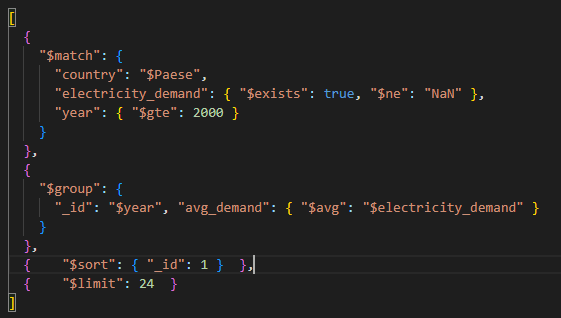 [
  {
    "$match": {
      "country": "$Paese",
      "electricity_demand": { "$exists": true, "$ne": "NaN" },
      "year": { "$gte": 2000 }
    }
  },
  {
    "$group": {
      "_id": "$year", "avg_demand": { "$avg": "$electricity_demand" }
    }
  },
  {    "$sort": { "_id": 1 }  },
  {    "$limit": 24  }
]